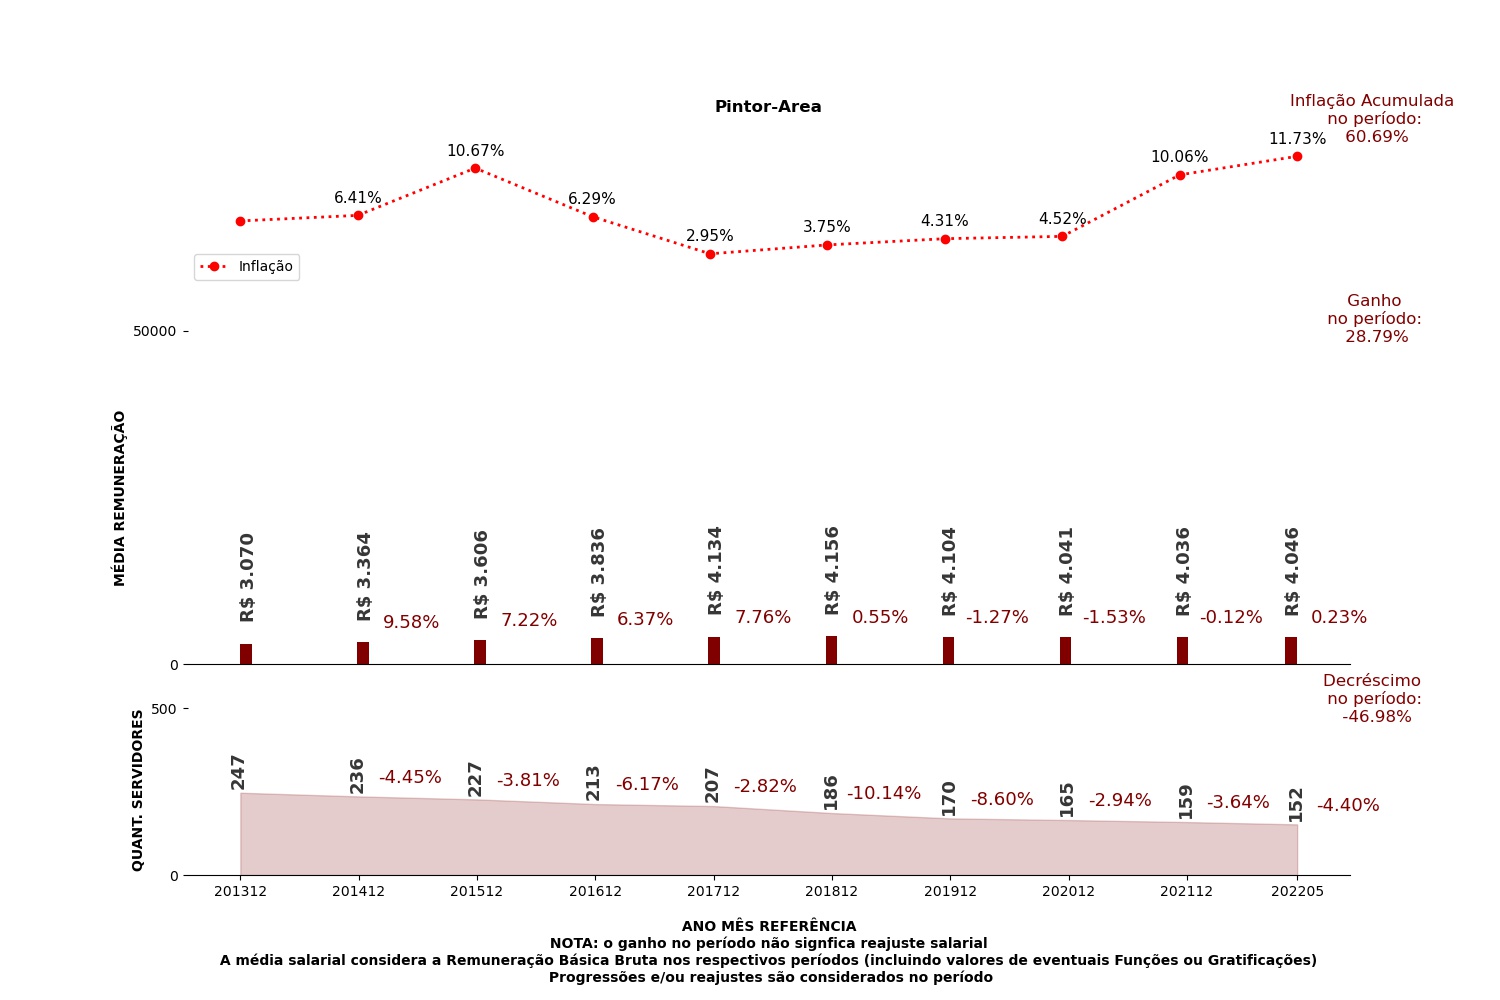 Pintor-Area
Inflação Acumulada
no período:
60.69%
6.41%
10.67%
6.29%
2.95%
3.75%
4.31%
4.52%
10.06%
11.73%
Inflação
Ganho
no período:
28.79%
50000
0
MÉDIA REMUNERAÇÃO
R$ 3.070
R$ 3.364
R$ 3.606
R$ 3.836
R$ 4.134
R$ 4.156
R$ 4.104
R$ 4.041
R$ 4.036
R$ 4.046
9.58%
7.22%
6.37%
7.76%
0.55%
-1.27%
-1.53%
-0.12%
0.23%
Decréscimo
no período:
-46.98%
500
0
QUANT. SERVIDORES
247
236
227
213
207
186
170
165
159
152
-4.45%
-3.81%
-6.17%
-2.82%
-10.14%
-8.60%
-2.94%
-3.64%
-4.40%
201312
201412
201512
201612
201712
201812
201912
202012
202112
202205
ANO MÊS REFERÊNCIA
NOTA: o ganho no período não signfica reajuste salarial
A média salarial considera a Remuneração Básica Bruta nos respectivos períodos (incluindo valores de eventuais Funções ou Gratificações)
Progressões e/ou reajustes são considerados no período